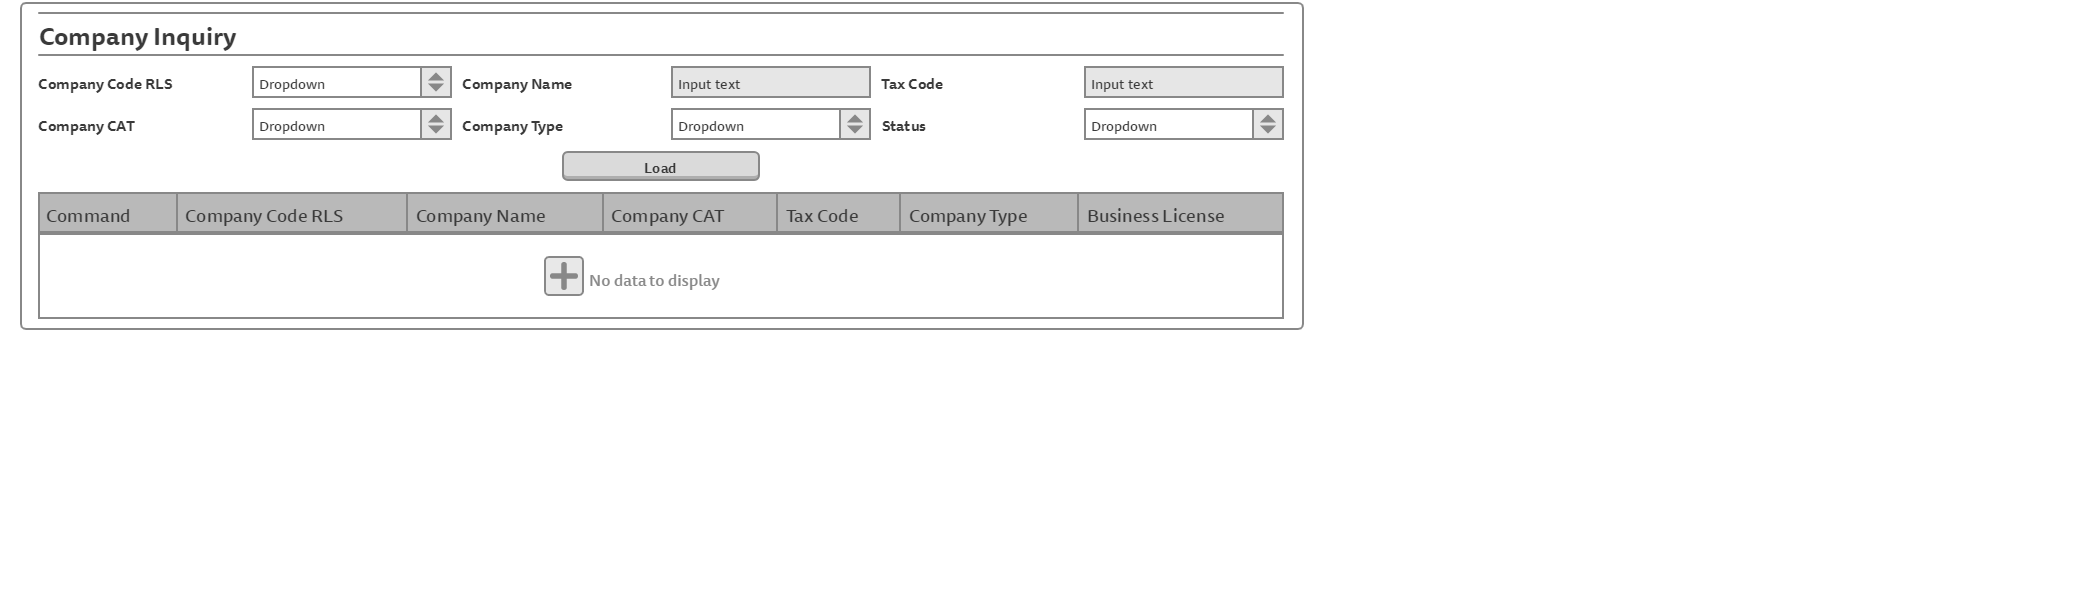 Company Inquiry
Company Code RLS Dropdown Company Name Input text Tax Code Input text
Company CAT Dropdown Company Type Dropdown Status Dropdown
Load
Command Company Code RLS Company Name Company CAT Tax Code Company Type Business License
No data to display